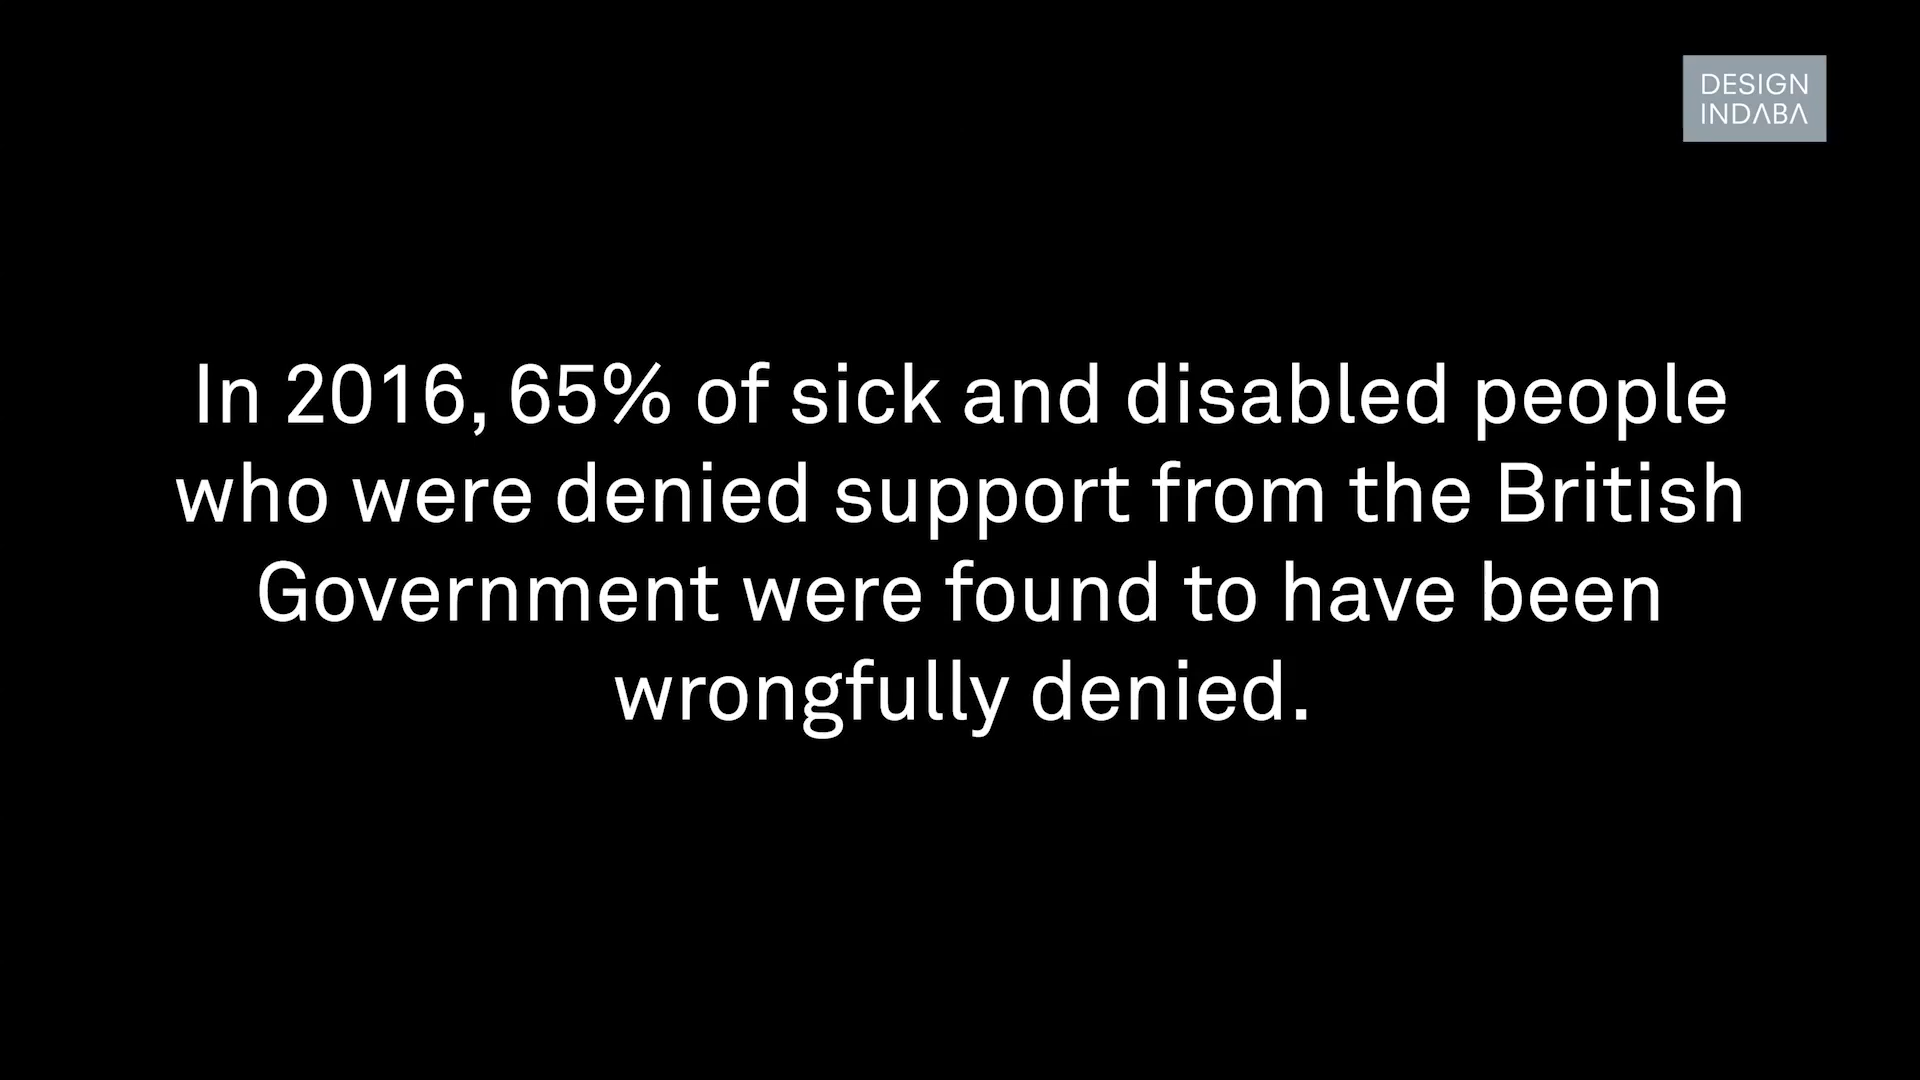 DESIGN
INDABA
In 2016, 65% of sick and disabled people
who were denied support from the British
Government were found to have been
wrongfully denied.